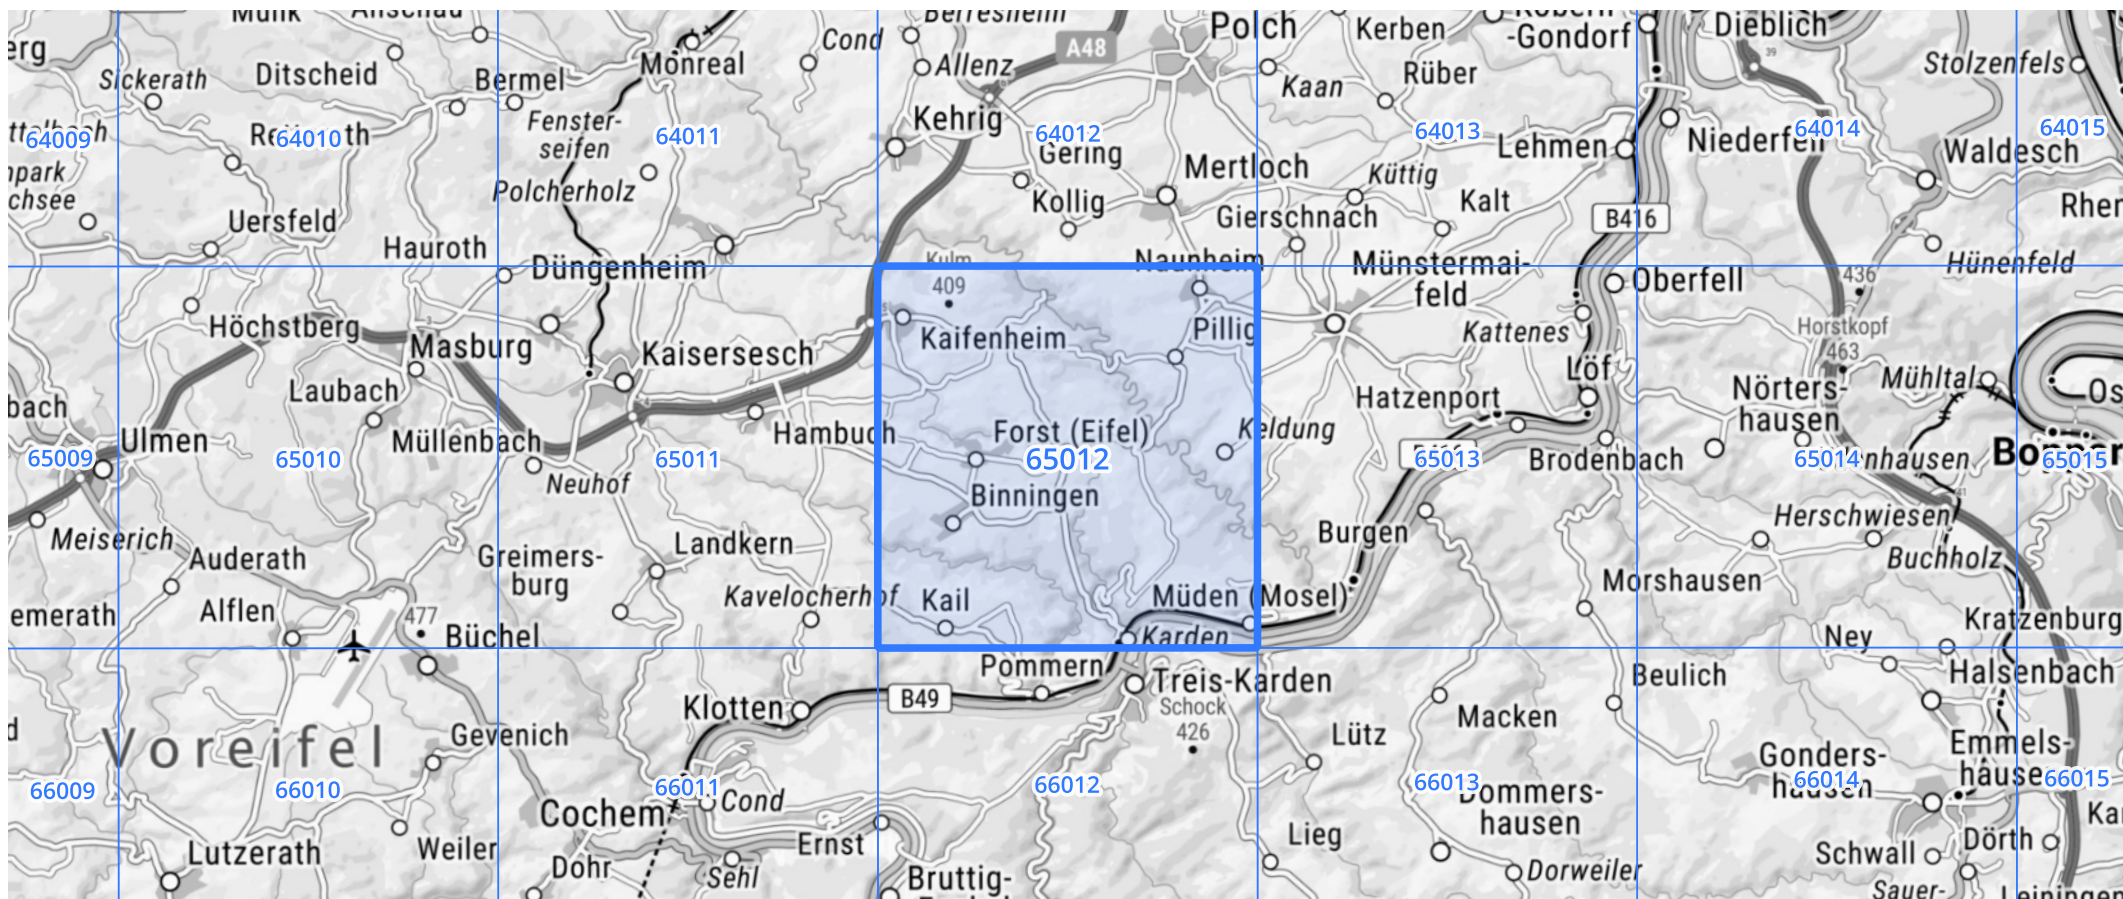 Polch
Kerben
-Gondorf
Dieblich
39
A48
Cond
Allenz
Monreal
Sickerath
Ditscheid
Bermel
Kaan
Rüber
Stolzenfels
Kehrig
Fenster-
seifen
64009
64010
64011
64012
64013
64014
64015
Gering
Lehmen
Niederfell
Waldesch
Mertloch
Küttig
Polcherholz
Kollig
Kalt
Gierschnach
B416
Uersfeld
Hauroth
Düngenheim
Kulm
409
Naunheim
Münstermai-
feld
Oberfell
Hünenfeld
436
Höchstberg
3
Masburg
Kaisersesch
Kaifenheim
Pillig
Kattenes
Horstkopf
463
Laubach
Löf
Mühltal
Nörters-
hausen
Hatzenport
Ulmen
Müllenbach
Hambuch
Forst (Eifel)
Keldung
Brodenbach
65009
65010
65011
65012
65013
65014
65015
Neuhof
Binningen
Burgen
Herschwiesen
Meiserich
Auderath
Greimers-
burg
Landkern
Buchholz
Alflen
477
Kavelocherhof
Kail
Müden (Mosel)
Morshausen
Kratzenburg
Büchel
Karden
Ney
Pommern
Treis-Karden
Beulich
Halsenbach
Klotten
B49
Schock
426
Macken
Voreifel
Gevenich
Lütz
Gonders-
hausen
Emmels-
66009
66010
66011
66012
66013
66014
66015
Cochem
Cond
Dommers-
hausen
Lutzerath
Weiler
Ernst
Lieg
Schwall
Dörth
Dohr
Sehl
Bruttig-
Dorweiler
Sauer-